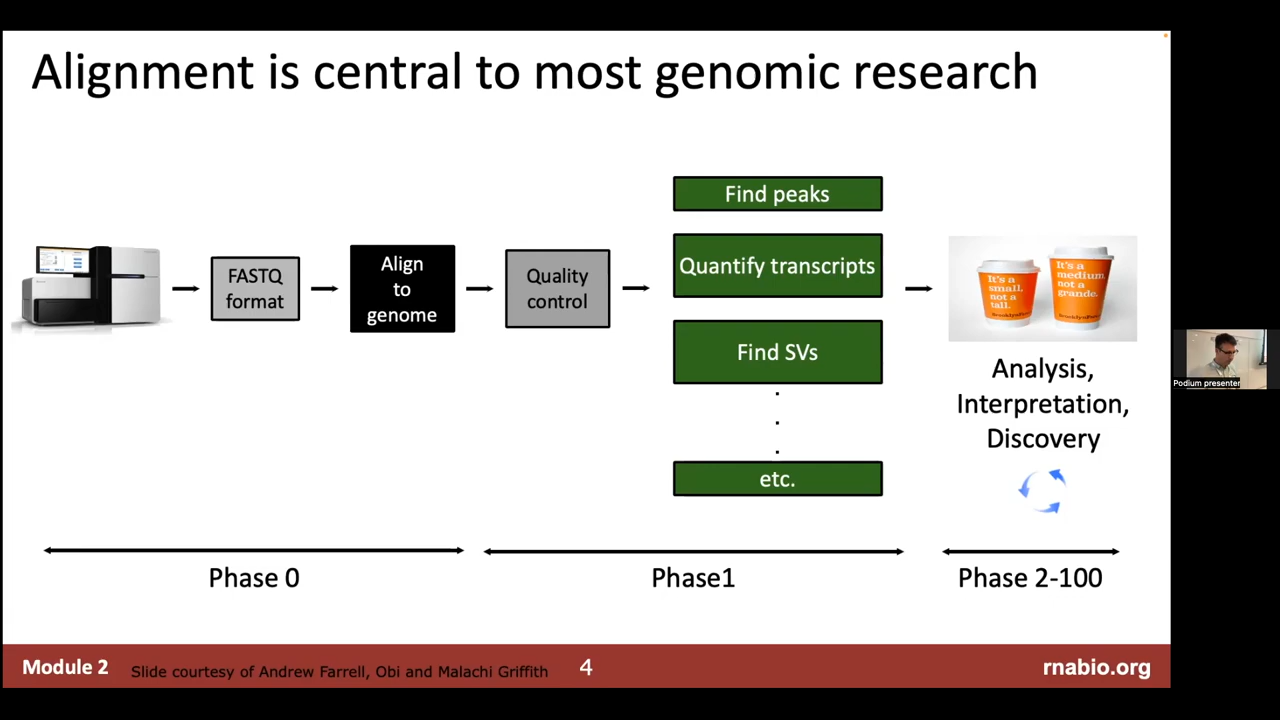 Alignment is central to most genomic research
FASTQ
format
Align
to
genome
Quality
control
Find peaks
Quantify transcripts
Find SVs
.
.
.
etc.
It's a
small,
not a
tall.
It's a
medium,
not a
grande.
Analysis,
Interpretation,
Discovery
Phase 0
Phase1
Phase 2-100
Module 2
Slide courtesy of Andrew Farrell, Obi and Malachi Griffith
4
rnabio.org
Podium presenter